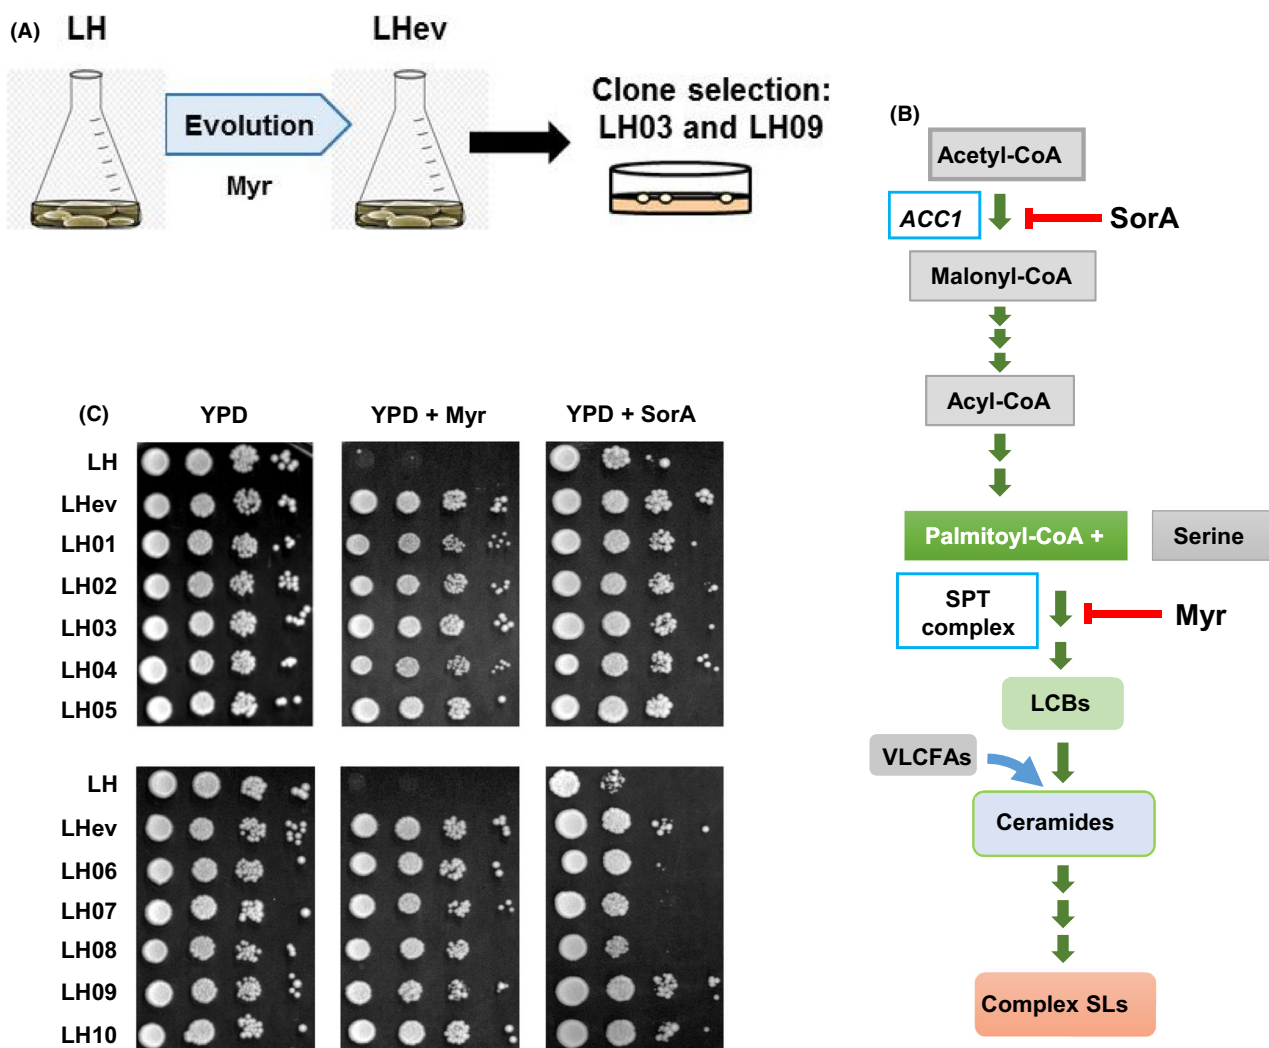 (A)
LH
LHev
Evolution
Myr
Clone selection:
LH03 and LH09
(B)
Acetyl-CoA
ACC1
SorA
Malonyl-CoA
Acyl-CoA
Palmitoyl-CoA +
Serine
SPT
complex
Myr
LCBs
VLCFAs
Ceramides
Complex SLs
(C)
YPD
YPD + Myr
YPD + SorA
LH
LHev
LH01
LH02
LH03
LH04
LH05
LH
LHev
LH06
LH07
LH08
LH09
LH10